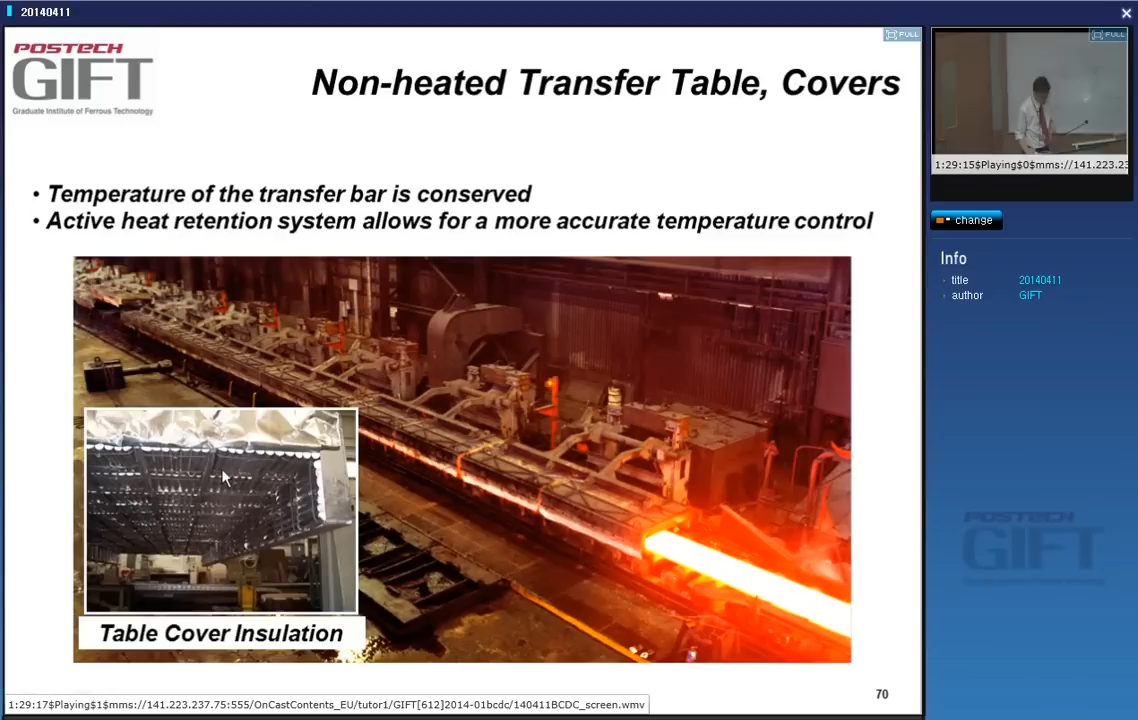 20140411
FULL
POSTECH
GIFT
Graduate Institute of Ferrous Technology
Non-heated Transfer Table, Covers
• Temperature of the transfer bar is conserved
• Active heat retention system allows for a more accurate temperature control
Table Cover Insulation
70
1:29:17$Playing$1$mms://141.223.237.75:555/OnCastContents_EU/tutor1/GIFT[612]2014-01bcdc/140411BCDC_screen.wmv
FULL
1:29:15$Playing$0$mms://141.223.23
change
Info
title 20140411
author GIFT
POSTECH
GIFT